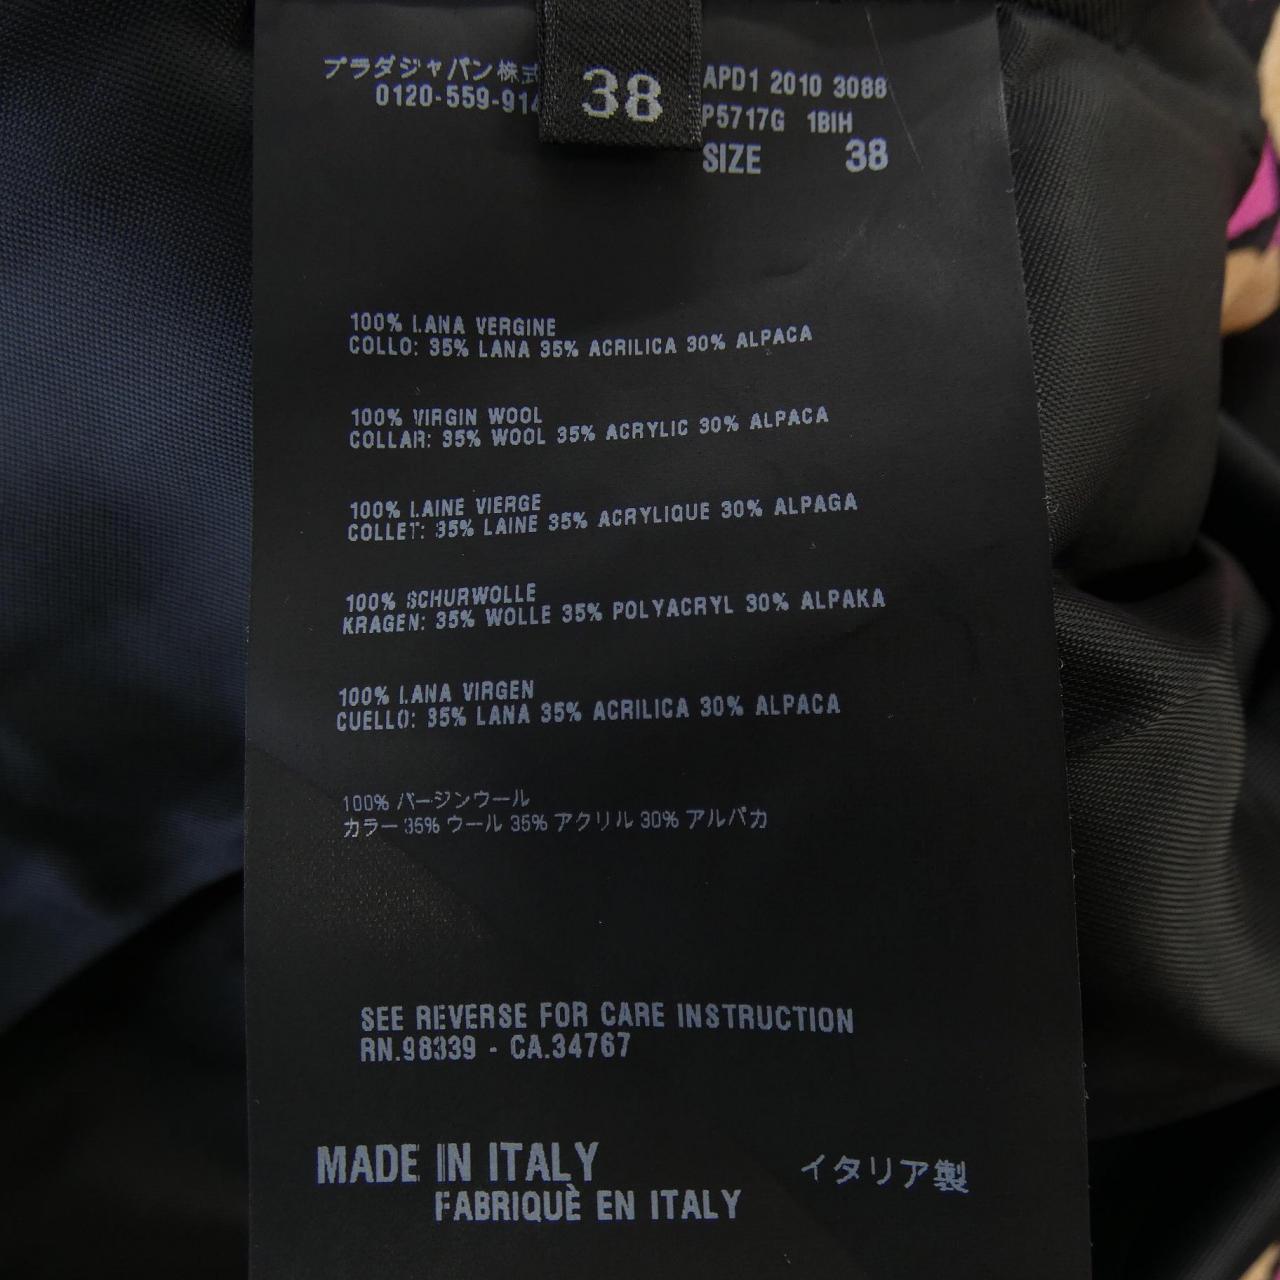 プラダジャパン株式
0120-559-914
38
APD1 2010 3088
P5717G 1BIH
SIZE 38
100% LANA VERGINE
COLLO: 35% LANA 35% ACRILICA 30% ALPACA
100% VIRGIN WOOL
COLLAR: 35% WOOL 35% ACRYLIC 30% ALPACA
100% LAINE VIERGE
COLLET: 35% LAINE 35% ACRYLIQUE 30% ALPAGA
100% SCHURWOLLE
KRAGEN: 35% WOLLE 35% POLYACRYL 30% ALPAKA
100% LANA VIRGEN
CUELLO: 35% LANA 35% ACRILICA 30% ALPACA
100% バージンウール
カラー 35% ウール 35% アクリル 30% アルパカ
SEE REVERSE FOR CARE INSTRUCTION
RN.98339 - CA.34767
MADE IN ITALY
FABRIQUÈ EN ITALY
イタリア製